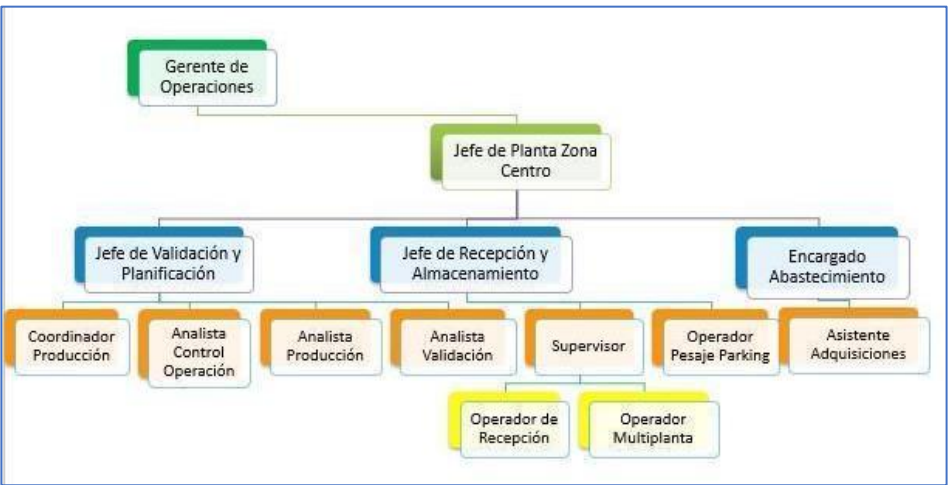 Gerente de
Operaciones
Jefe de Planta Zona
Centro
Jefe de Validación y
Planificación
Jefe de Recepción y
Almacenamiento
Encargado
Abastecimiento
Coordinador
Producción
Analista
Control
Operación
Analista
Producción
Analista
Validación
Supervisor
Operador
Pesaje Parking
Asistente
Adquisiciones
Operador de
Recepción
Operador
Multiplanta